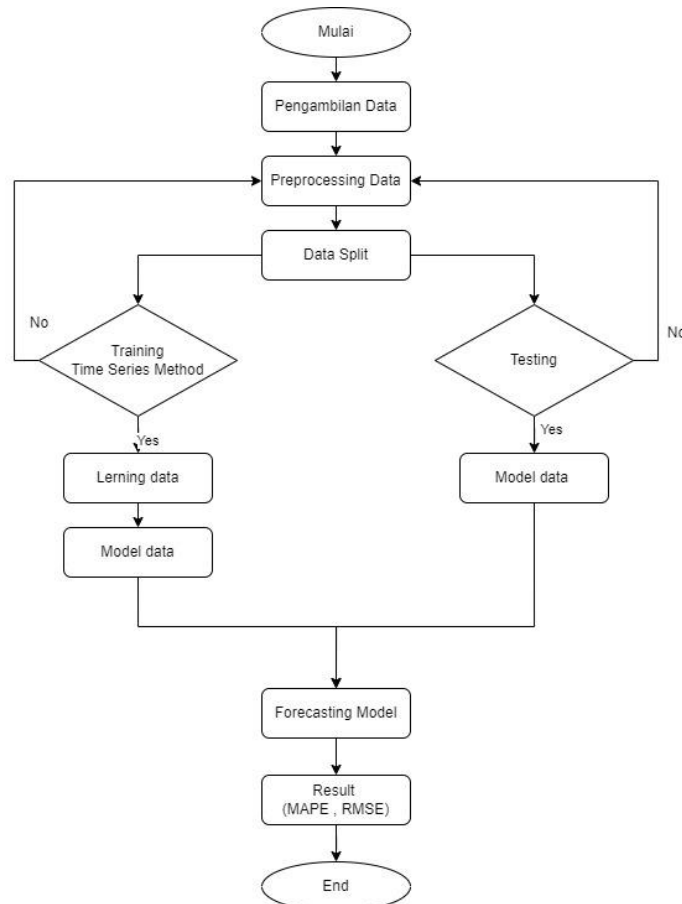 Mulai
Pengambilan Data
Preprocessing Data
Data Split
No
Training
Time Series Method
Testing
No
Yes
Yes
Lerning data
Model data
Model data
Forecasting Model
Result
(MAPE , RMSE)
End